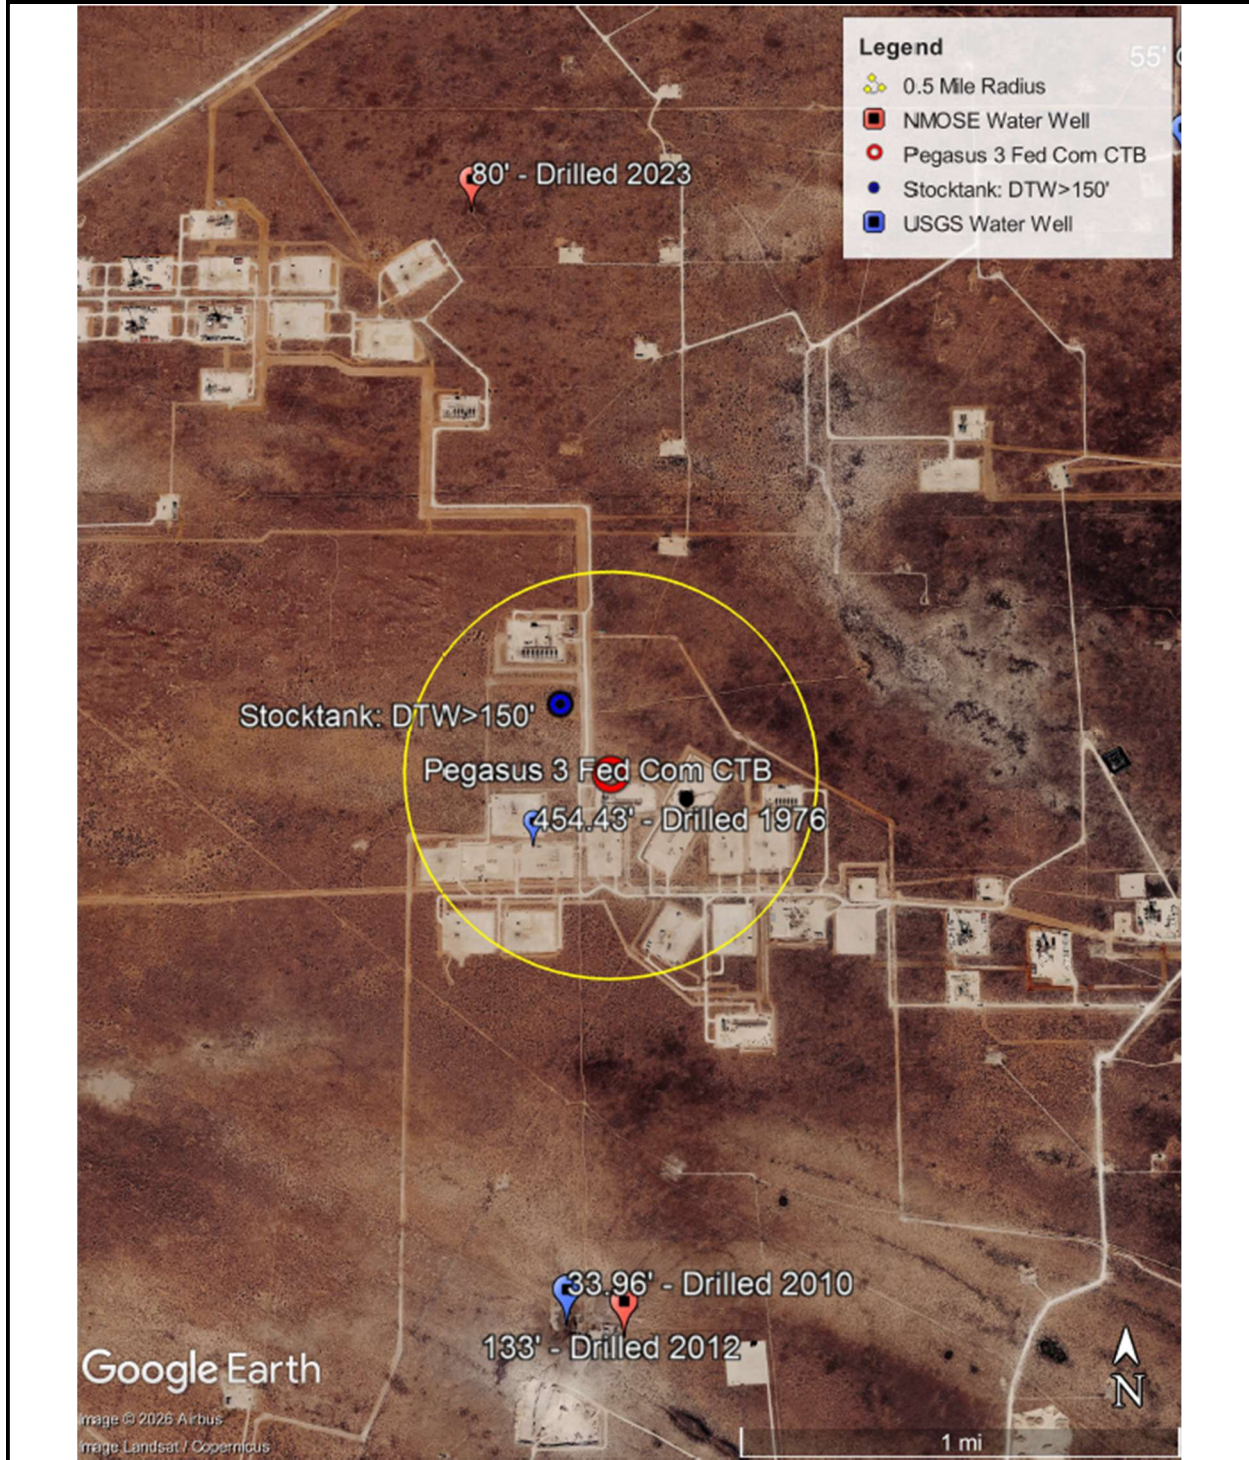 Legend
55'
0.5 Mile Radius
NMOSE Water Well
Pegasus 3 Fed Com CTB
Stocktank: DTW>150'
USGS Water Well
80' - Drilled 2023
Stocktank: DTW>150'
Pegasus 3 Fed Com CTB
454.43' - Drilled 1976
33.96' - Drilled 2010
133' - Drilled 2012
Google Earth
N
Image © 2026 Airbus
Image Landsat / Copernicus
1 mi